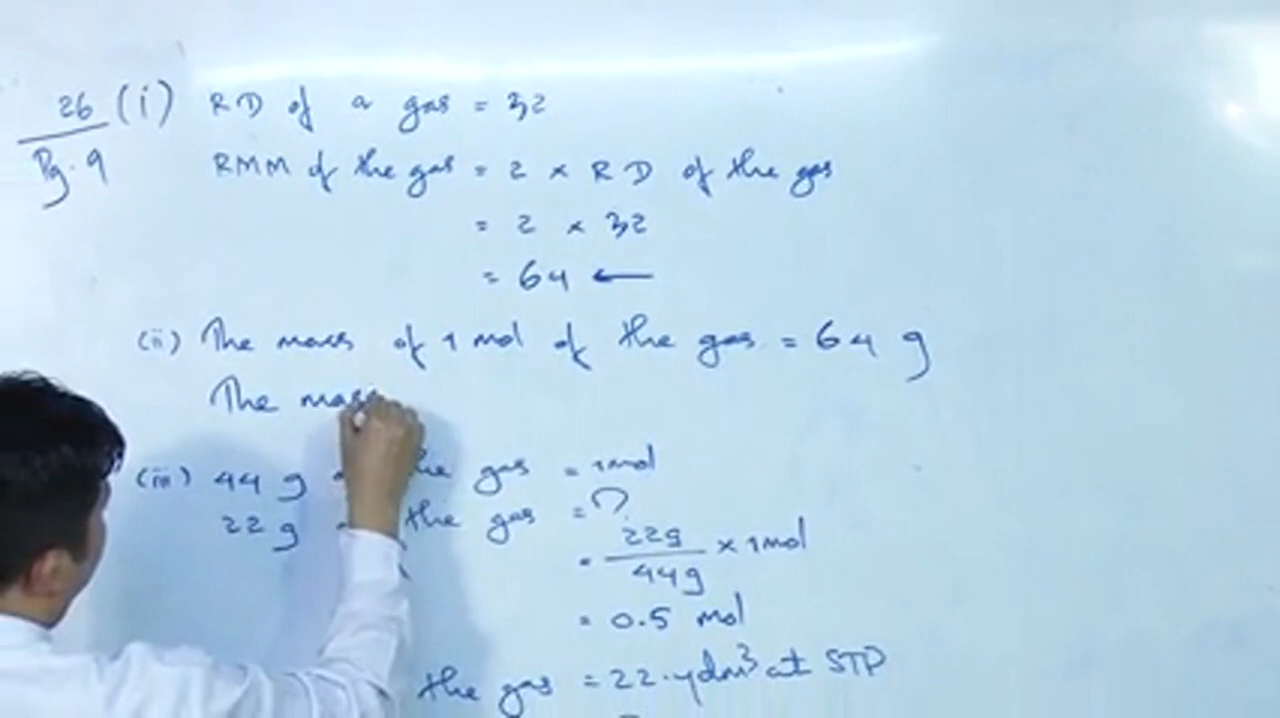 26 (i) RD of a gas = 32
Pg. 9
RMM of the gas = 2 × RD of the gas
= 2 × 32
= 64 ←
(ii) The mass of 1 mol of the gas = 64 g
The mass
(iii) 44 g the gas = 1mol
22 g the gas = ?
= 22g / 44g × 1mol
= 0.5 mol
the gas = 22.4dm³ at STP